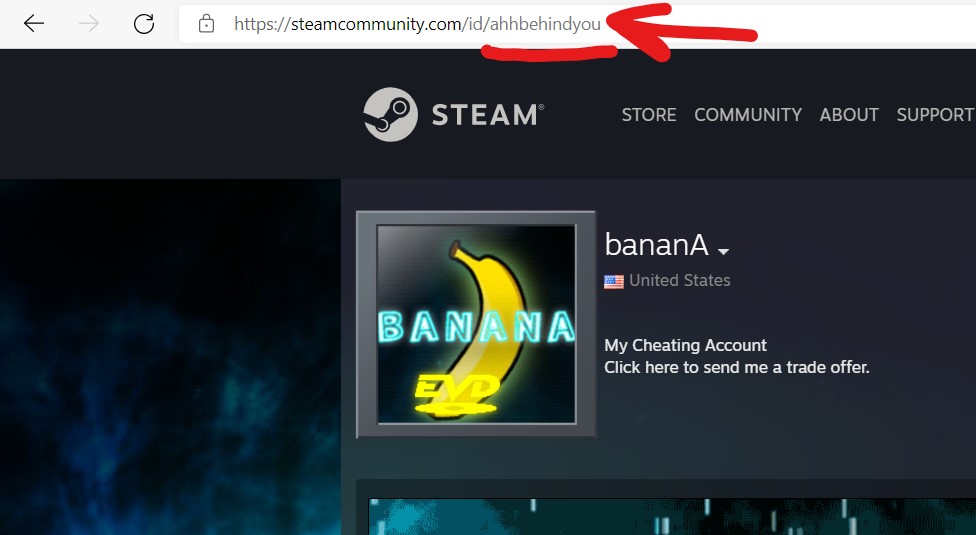 https://steamcommunity.com/id/ahhbehindyou
STEAM®
STORE COMMUNITY ABOUT SUPPORT
BANANA
EVD
bananA
United States
My Cheating Account
Click here to send me a trade offer.